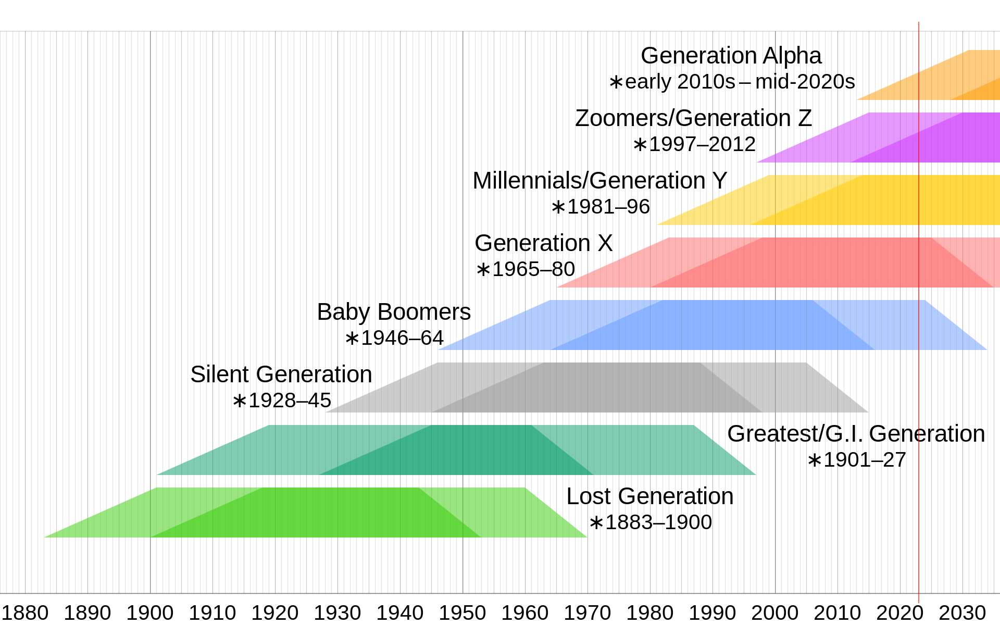 Generation Alpha
∗early 2010s – mid-2020s
Zoomers/Generation Z
∗1997–2012
Millennials/Generation Y
∗1981–96
Generation X
∗1965–80
Baby Boomers
∗1946–64
Silent Generation
∗1928–45
Greatest/G.I. Generation
∗1901–27
Lost Generation
∗1883–1900
1880 1890 1900 1910 1920 1930 1940 1950 1960 1970 1980 1990 2000 2010 2020 2030